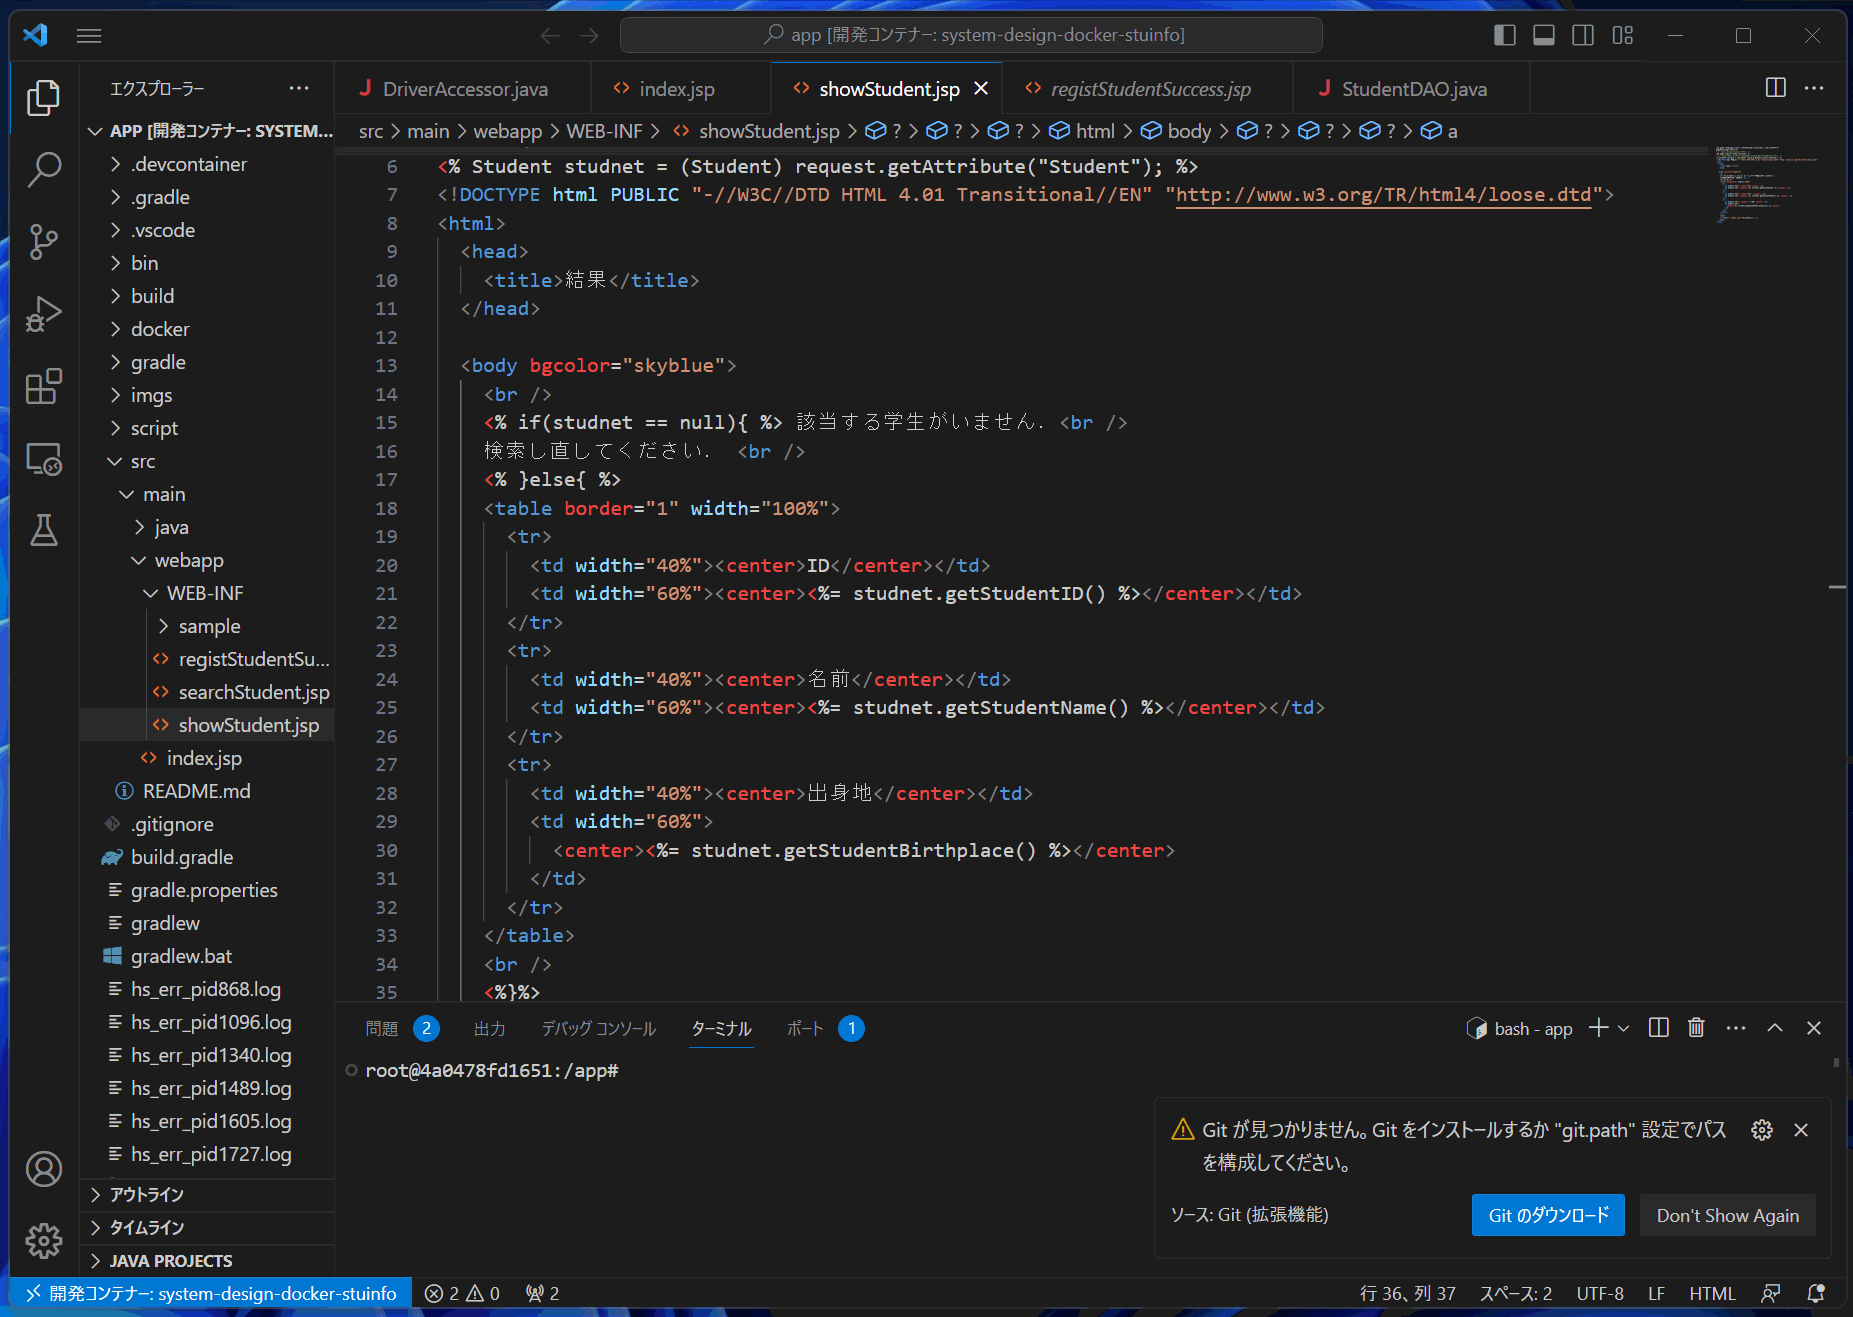 app [開発コンテナー: system-design-docker-stuinfo]
エクスプローラー
DriverAccessor.java
index.jsp
showStudent.jsp
registStudentSuccess.jsp
StudentDAO.java
APP [開発コンテナー: SYSTEM...
src > main > webapp > WEB-INF > showStudent.jsp > ? > ? > ? > html > body > ? > ? > ? > a
.devcontainer
.gradle
.vscode
bin
build
docker
gradle
imgs
script
src
main
java
webapp
WEB-INF
sample
registStudentSu...
searchStudent.jsp
showStudent.jsp
index.jsp
README.md
.gitignore
build.gradle
gradle.properties
gradlew
gradlew.bat
hs_err_pid868.log
hs_err_pid1096.log
hs_err_pid1340.log
hs_err_pid1489.log
hs_err_pid1605.log
hs_err_pid1727.log
アウトライン
タイムライン
JAVA PROJECTS
6 <% Student studnet = (Student) request.getAttribute("Student"); %>
7 <!DOCTYPE html PUBLIC "-//W3C//DTD HTML 4.01 Transitional//EN" "http://www.w3.org/TR/html4/loose.dtd">
8 <html>
9 <head>
10 <title>結果</title>
11 </head>
12
13 <body bgcolor="skyblue">
14 <br />
15 <% if(studnet == null){ %> 該当する学生がいません．<br />
16 検索し直してください． <br />
17 <% }else{ %>
18 <table border="1" width="100%">
19 <tr>
20 <td width="40%"><center>ID</center></td>
21 <td width="60%"><center><%= studnet.getStudentID() %></center></td>
22 </tr>
23 <tr>
24 <td width="40%"><center>名前</center></td>
25 <td width="60%"><center><%= studnet.getStudentName() %></center></td>
26 </tr>
27 <tr>
28 <td width="40%"><center>出身地</center></td>
29 <td width="60%">
30 <center><%= studnet.getStudentBirthplace() %></center>
31 </td>
32 </tr>
33 </table>
34 <br />
35 <%}%>
問題 2 出力 デバッグ コンソール ターミナル ポート 1
bash - app
root@4a0478fd1651:/app#
Git が見つかりません。Git をインストールするか "git.path" 設定でパス
を構成してください。
ソース: Git (拡張機能)
Git のダウンロード
Don't Show Again
開発コンテナー: system-design-docker-stuinfo
2 0 2
行 36、列 37 スペース: 2 UTF-8 LF HTML